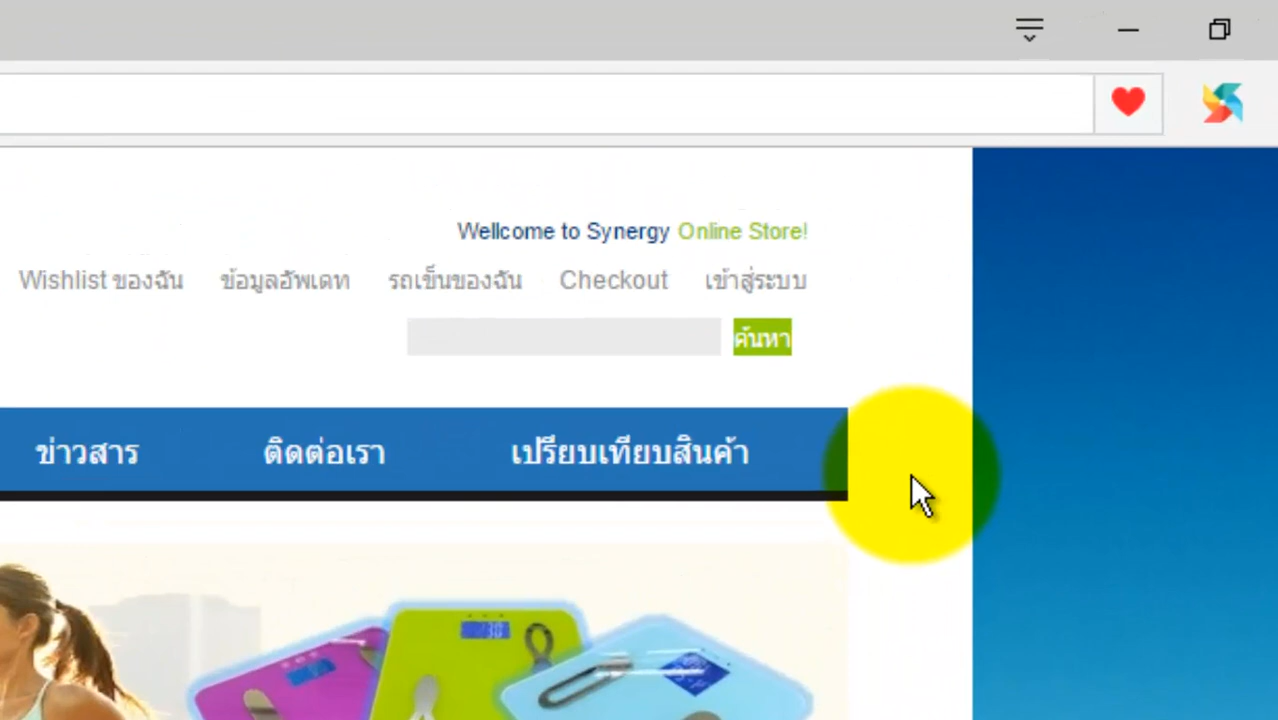 Wellcome to Synergy Online Store!
Wishlist ของฉัน ข้อมูลอัพเดท รถเข็นของฉัน Checkout เข้าสู่ระบบ
ค้นหา
ข่าวสาร ติดต่อเรา เปรียบเทียบสินค้า